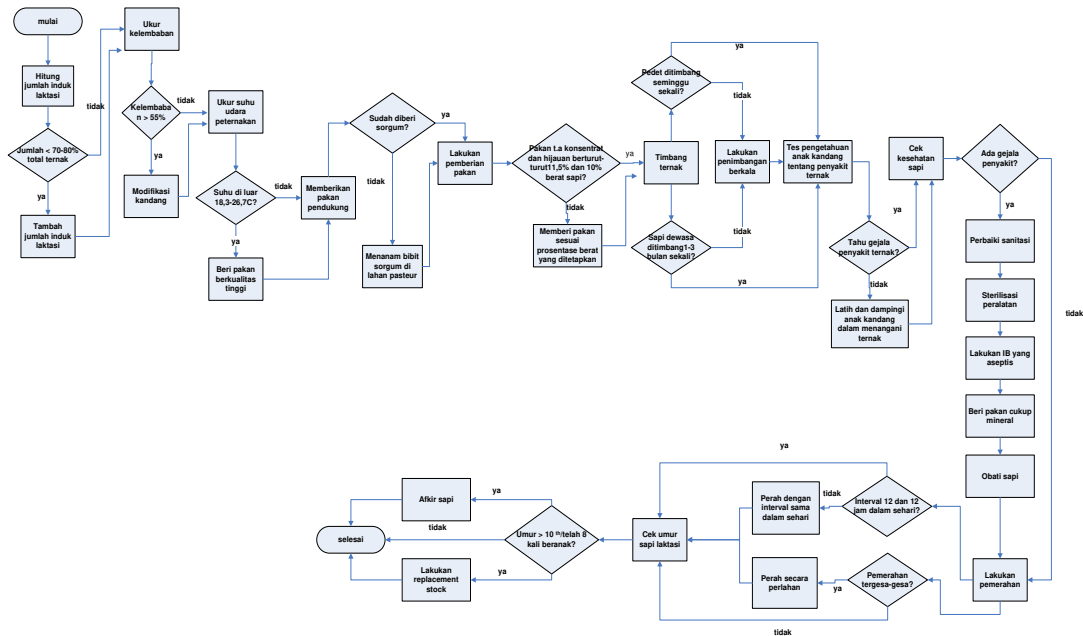 mulai
Hitung
jumlah induk
laktasi
Jumlah < 70-80%
total ternak
ya
Tambah
jumlah induk
laktasi
tidak
Ukur
kelembaban
Kelembaba
n > 55%
tidak
ya
Modifikasi
kandang
Ukur suhu
udara
peternakan
Suhu di luar
18,3-26,7C?
tidak
ya
Beri pakan
berkualitas
tinggi
Memberikan
pakan
pendukung
Sudah diberi
sorgum?
ya
tidak
Menanam bibit
sorgum di
lahan pasteur
Lakukan
pemberian
pakan
Pakan t.a konsentrat
dan hijauan berturut-
turut11,5% dan 10%
berat sapi?
ya
tidak
Memberi pakan
sesuai
prosentase berat
yang ditetapkan
Timbang
ternak
Pedet ditimbang
seminggu
sekali?
ya
tidak
Sapi dewasa
ditimbang1-3
bulan sekali?
tidak
ya
Lakukan
penimbangan
berkala
Tes pengetahuan
anak kandang
tentang penyakit
ternak
Tahu gejala
penyakit ternak?
ya
tidak
Latih dan dampingi
anak kandang
dalam menangani
ternak
Cek
kesehatan
sapi
Ada gejala
penyakit?
ya
tidak
Perbaiki sanitasi
Sterilisasi
peralatan
Lakukan IB yang
aseptis
Beri pakan cukup
mineral
Obati sapi
Lakukan
pemerahan
Interval 12 dan 12
jam dalam sehari?
ya
tidak
Perah dengan
interval sama
dalam sehari
Pemerahan
tergesa-gesa?
ya
tidak
Perah secara
perlahan
Cek umur
sapi laktasi
Umur > 10 th/telah 8
kali beranak?
ya
tidak
ya
Afkir sapi
Lakukan
replacement
stock
selesai